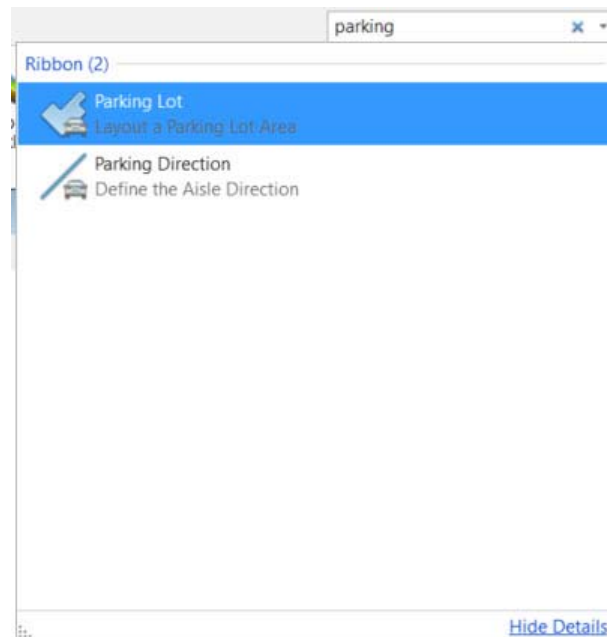 parking
Ribbon (2)
Parking Lot
Layout a Parking Lot Area
Parking Direction
Define the Aisle Direction
Hide Details